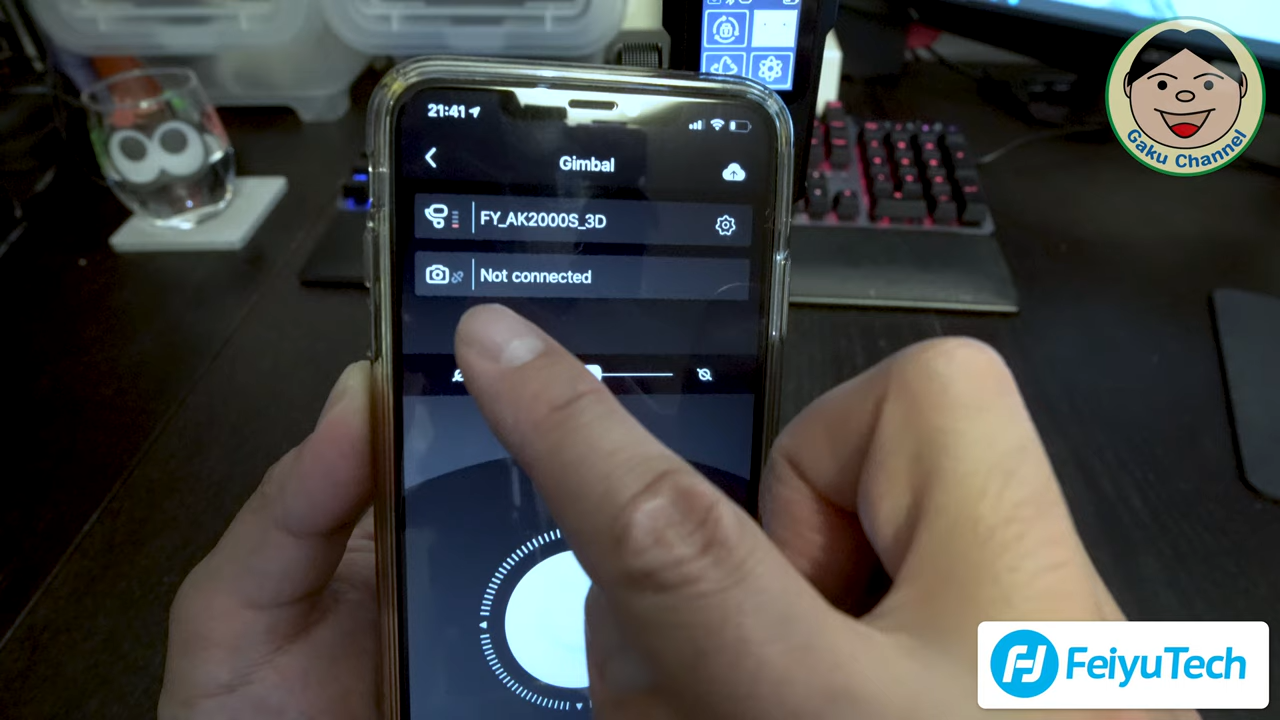 21:41
Gimbal
FY_AK2000S_3D
Not connected
Gaku Channel
FeiyuTech